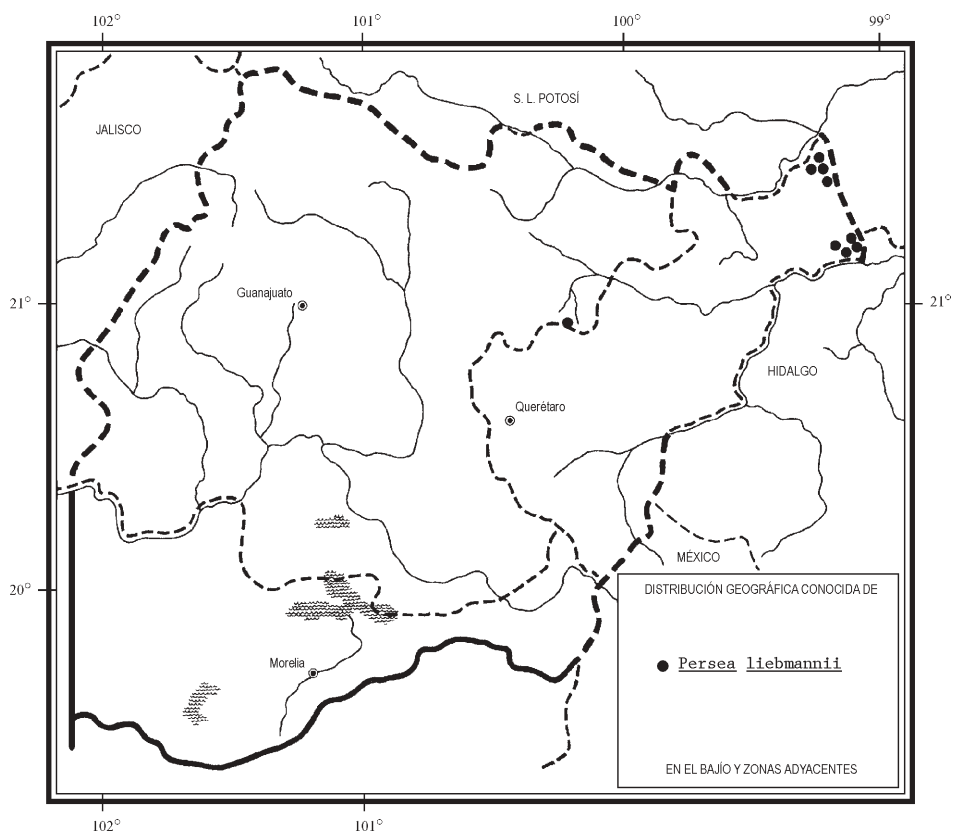 102° 101° 100° 99°
S. L. POTOSÍ
JALISCO
Guanajuato
21° 21°
HIDALGO
Querétaro
MÉXICO
20°
DISTRIBUCIÓN GEOGRÁFICA CONOCIDA DE
Persea liebmannii
Morelia
EN EL BAJÍO Y ZONAS ADYACENTES
102° 101°